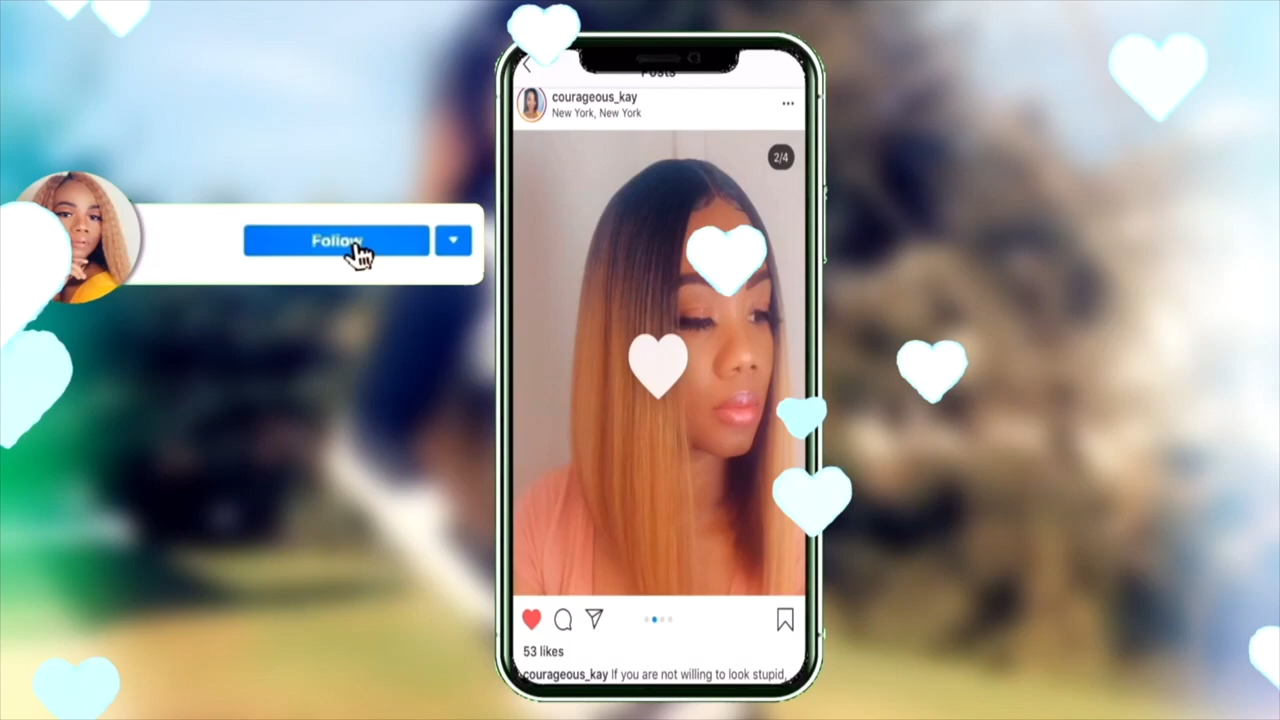 Posts
courageous_kay
New York, New York
2/4
Follow
53 likes
courageous_kay If you are not willing to look stupid,